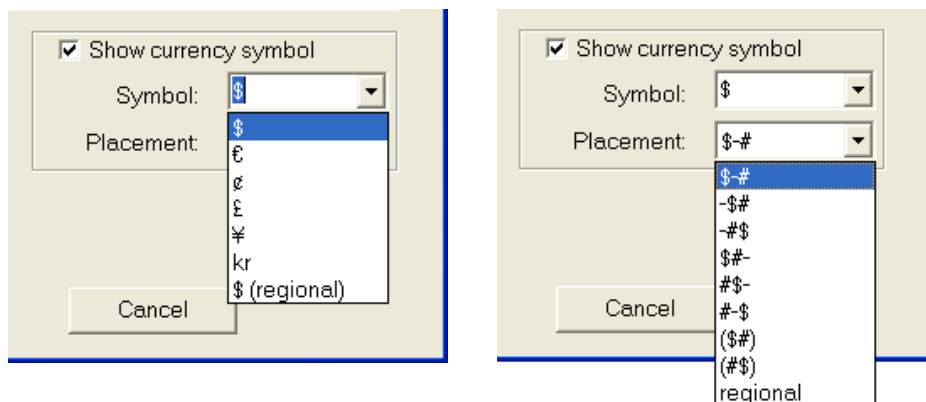 Show currency symbol
Symbol: $
Placement:
$
€
¢
£
¥
kr
$ (regional)
Cancel
Show currency symbol
Symbol: $
Placement: $-#
$-#
-$#
-#$
$#-
#$-
#-$
($#)
(#$)
regional
Cancel